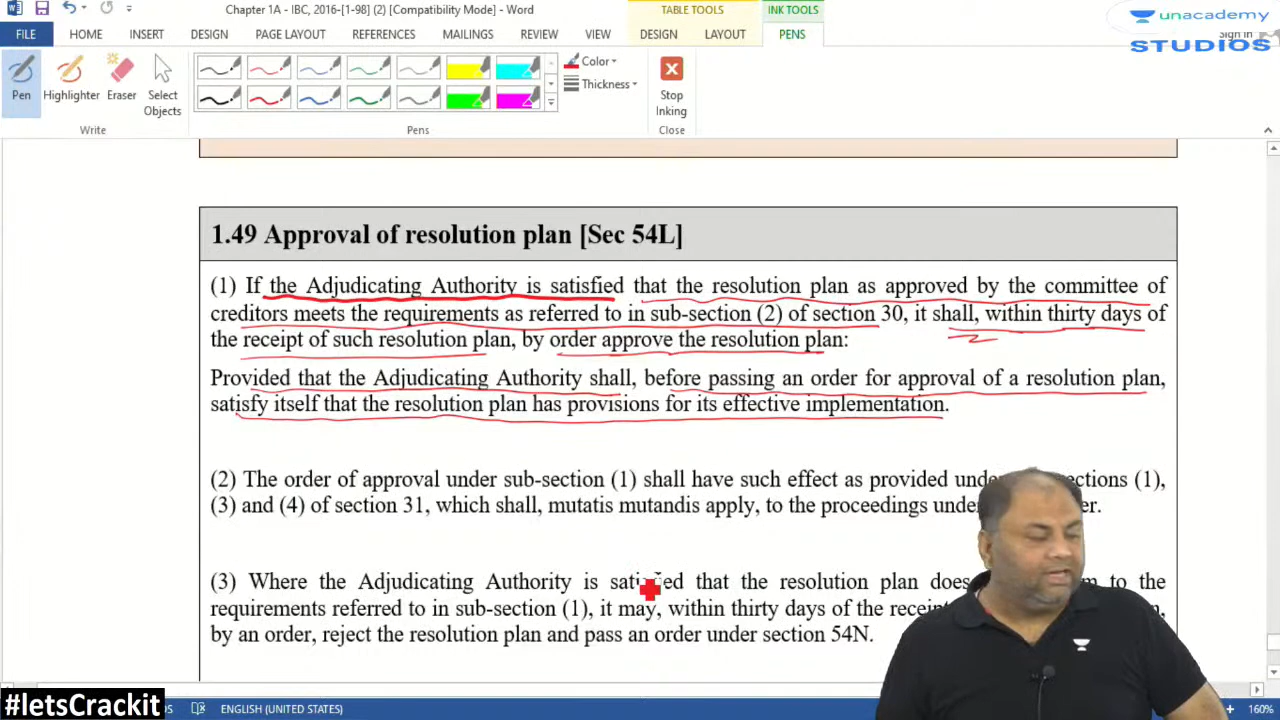 Chapter 1A - IBC, 2016-[1-98] (2) [Compatibility Mode] - Word
TABLE TOOLS
INK TOOLS
unacademy
STUDIOS
Sign in
FILE
HOME
INSERT
DESIGN
PAGE LAYOUT
REFERENCES
MAILINGS
REVIEW
VIEW
DESIGN
LAYOUT
PENS
Pen
Highlighter
Eraser
Select Objects
Color
Thickness
Stop Inking
Write
Pens
Close
1.49 Approval of resolution plan [Sec 54L]
(1) If the Adjudicating Authority is satisfied that the resolution plan as approved by the committee of
creditors meets the requirements as referred to in sub-section (2) of section 30, it shall, within thirty days of
the receipt of such resolution plan, by order approve the resolution plan:
Provided that the Adjudicating Authority shall, before passing an order for approval of a resolution plan,
satisfy itself that the resolution plan has provisions for its effective implementation.
(2) The order of approval under sub-section (1) shall have such effect as provided (1),
(3) and (4) of section 31, which shall, mutatis mutandis apply, to the proceedings
(3) Where the Adjudicating Authority is satisfied that the resolution plan does to the
requirements referred to in sub-section (1), it may, within thirty days of the
by an order, reject the resolution plan and pass an order under section 54N.
#letsCrackit
ENGLISH (UNITED STATES)
160%